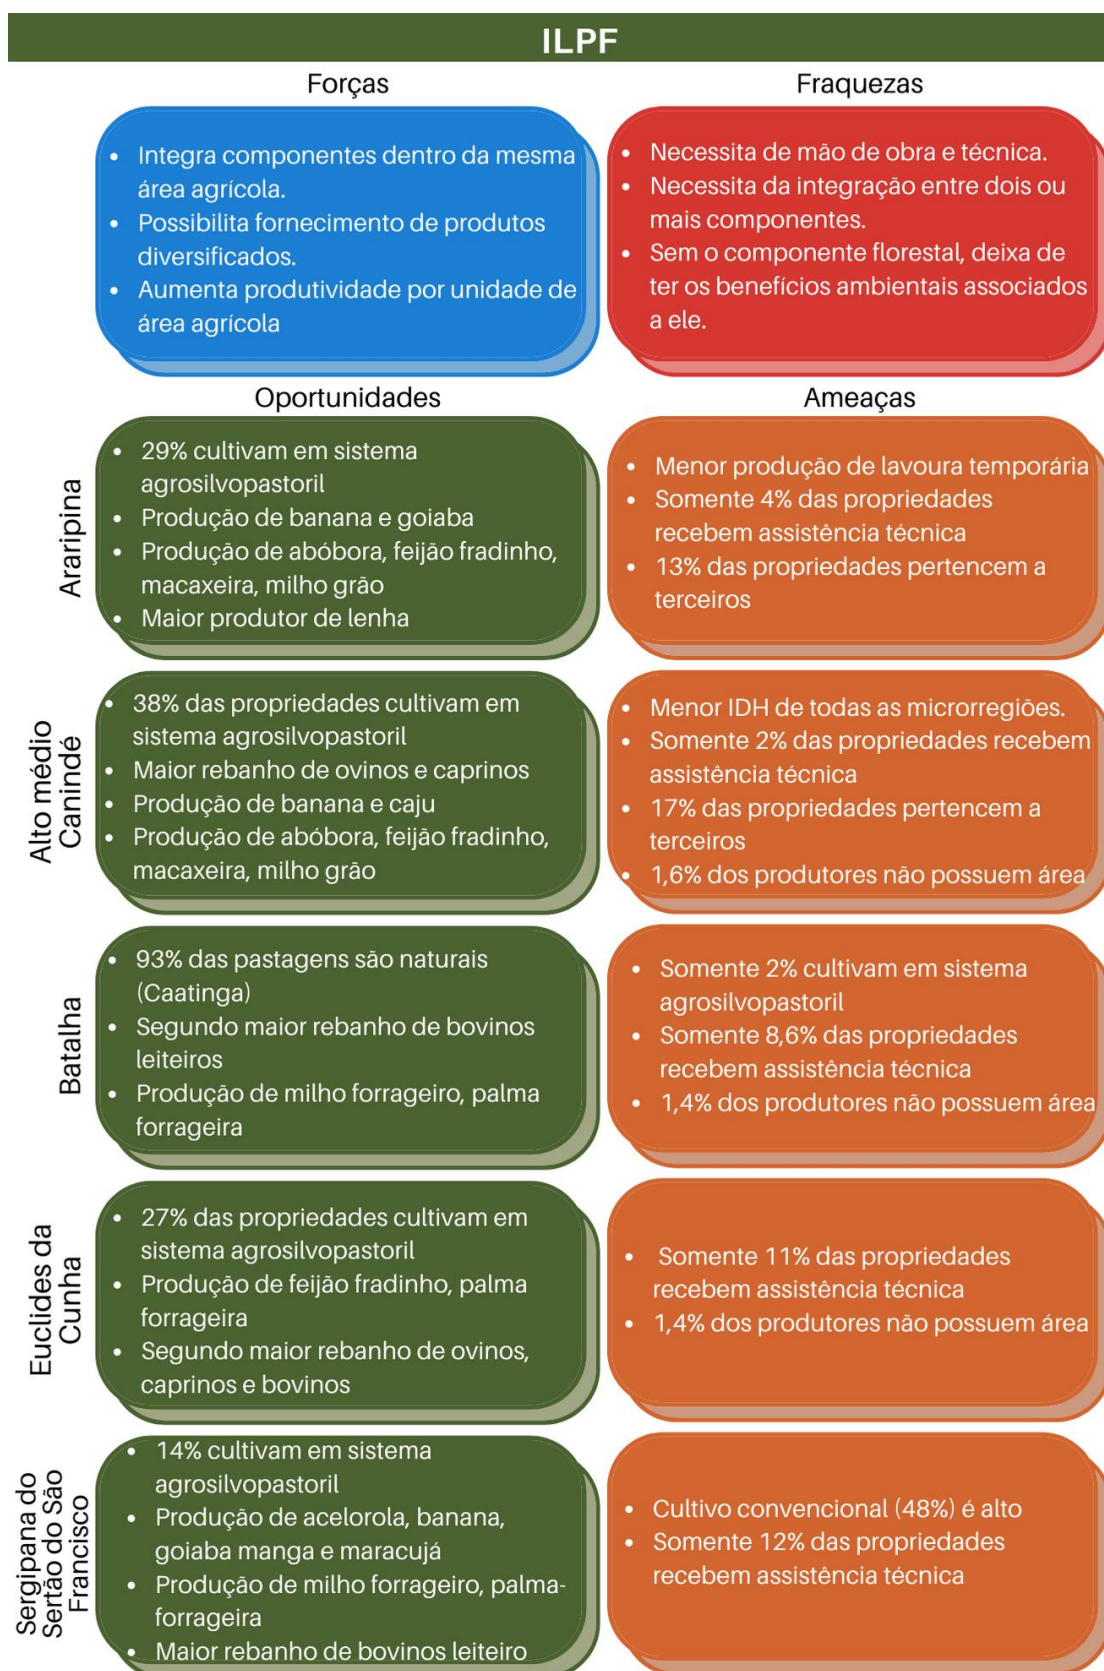 ILPF
Forças
Fraquezas
• Integra componentes dentro da mesma
área agrícola.
• Possibilita fornecimento de produtos
diversificados.
• Aumenta produtividade por unidade de
área agrícola
• Necessita de mão de obra e técnica.
• Necessita da integração entre dois ou
mais componentes.
• Sem o componente florestal, deixa de
ter os benefícios ambientais associados
a ele.
Oportunidades
Ameaças
Araripina
• 29% cultivam em sistema
agrosilvopastoril
• Produção de banana e goiaba
• Produção de abóbora, feijão fradinho,
macaxeira, milho grão
• Maior produtor de lenha
• Menor produção de lavoura temporária
• Somente 4% das propriedades
recebem assistência técnica
• 13% das propriedades pertencem a
terceiros
Alto médio
Canindé
• 38% das propriedades cultivam em
sistema agrosilvopastoril
• Maior rebanho de ovinos e caprinos
• Produção de banana e caju
• Produção de abóbora, feijão fradinho,
macaxeira, milho grão
• Menor IDH de todas as microrregiões.
• Somente 2% das propriedades recebem
assistência técnica
• 17% das propriedades pertencem a
terceiros
• 1,6% dos produtores não possuem área
Batalha
• 93% das pastagens são naturais
(Caatinga)
• Segundo maior rebanho de bovinos
leiteiros
• Produção de milho forrageiro, palma
forrageira
• Somente 2% cultivam em sistema
agrosilvopastoril
• Somente 8,6% das propriedades
recebem assistência técnica
• 1,4% dos produtores não possuem área
Euclides da
Cunha
• 27% das propriedades cultivam em
sistema agrosilvopastoril
• Produção de feijão fradinho, palma
forrageira
• Segundo maior rebanho de ovinos,
caprinos e bovinos
• Somente 11% das propriedades
recebem assistência técnica
• 1,4% dos produtores não possuem área
Sergipana do
Sertão do São
Francisco
• 14% cultivam em sistema
agrosilvopastoril
• Produção de acelorola, banana,
goiaba manga e maracujá
• Produção de milho forrageiro, palma-
forrageira
• Maior rebanho de bovinos leiteiro
• Cultivo convencional (48%) é alto
• Somente 12% das propriedades
recebem assistência técnica